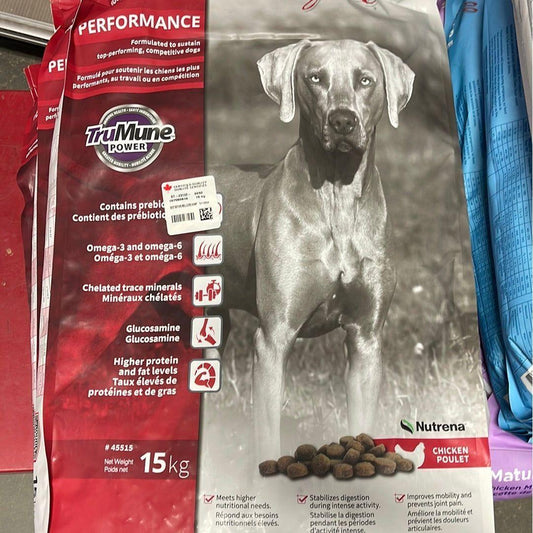 PERFORMANCE
Formulated to sustain
top-performing, competitive dogs
Formulé pour soutenir les chiens les plus
performants, au travail ou en compétition
PE
TruMune
POWER
Contains
Contient des
Omega-3 and omega-6
Oméga-3 et oméga-6
Chelated trace minerals
Minéraux chélatés
Glucosamine
Glucosamine
Higher protein
and fat levels
Taux élevés de
protéines et de gras
# 45515
Net Weight
Poids net
15kg
Nutrena
CHICKEN
POULET
Meets higher
nutritional needs.
Répond aux besoins
nutritionnels élevés.
Stabilizes digestion
during intense activity.
Stabilise la digestion
pendant les périodes
d'activité intense.
Improves mobility and
prevents joint pain.
Améliore la mobilité et
prévient les douleurs
articulaires.
Matu
hicken M